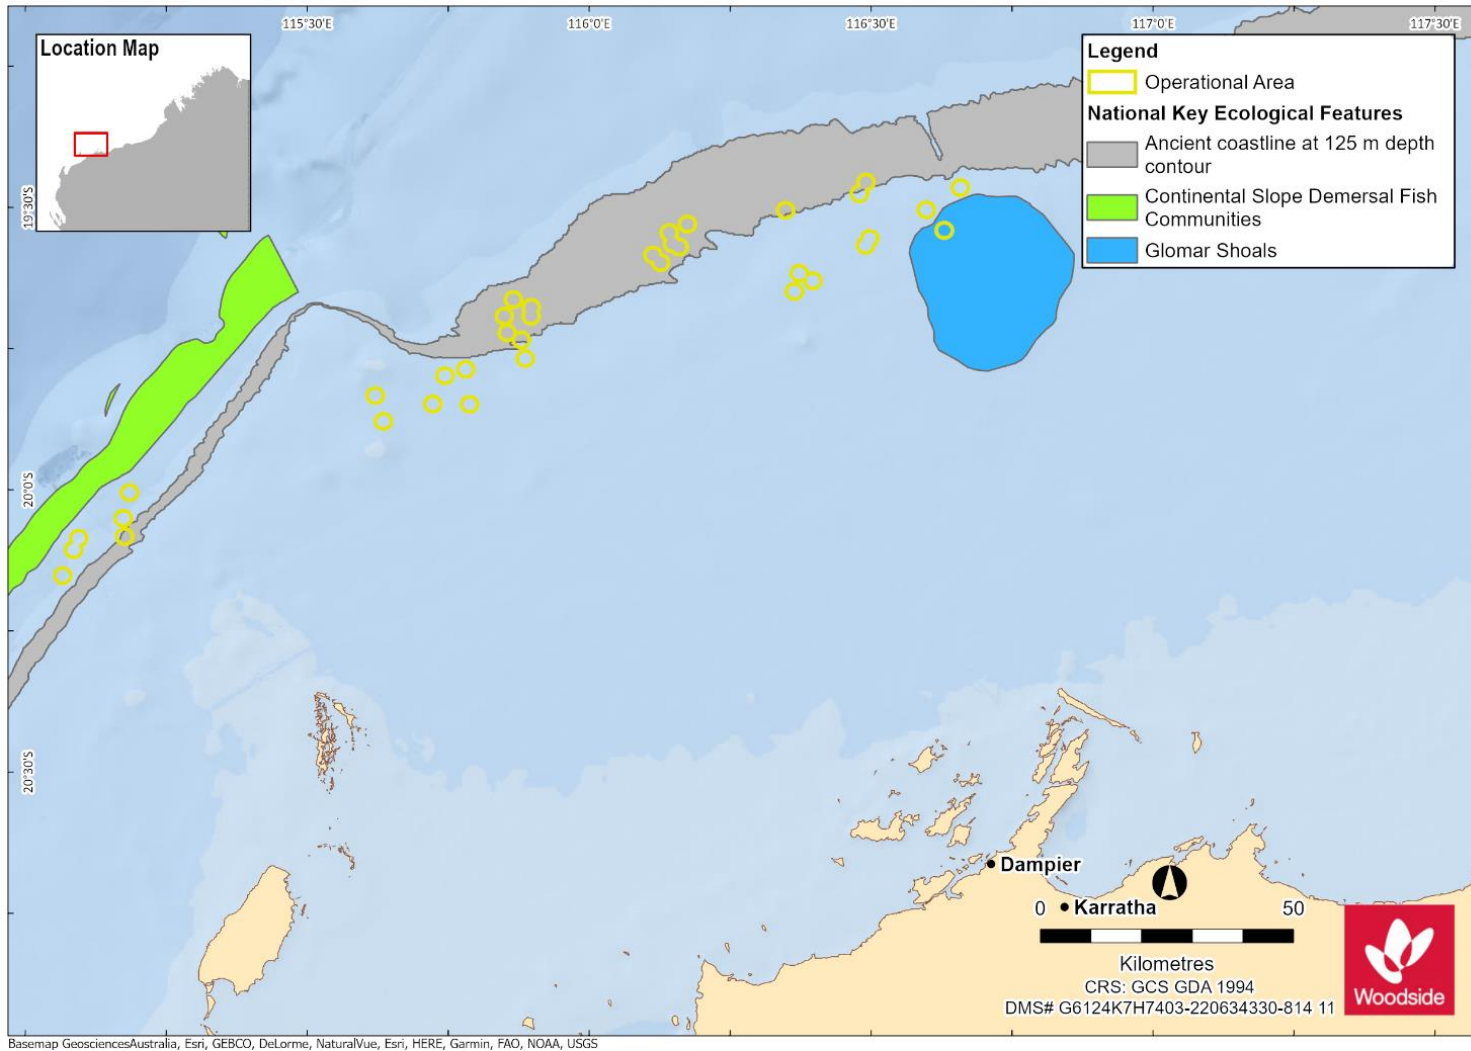 115°30'E
116°0'E
116°30'E
117°0'E
117°30'E
Location Map
Legend
Operational Area
National Key Ecological Features
Ancient coastline at 125 m depth
contour
Continental Slope Demersal Fish
Communities
Glomar Shoals
19°30'S
20°0'S
20°30'S
Dampier
Karratha
0
50
Kilometres
CRS: GCS GDA 1994
DMS# G6124K7H7403-220634330-814 11
Woodside
Basemap GeosciencesAustralia, Esri, GEBCO, DeLorme, NaturalVue, Esri, HERE, Garmin, FAO, NOAA, USGS